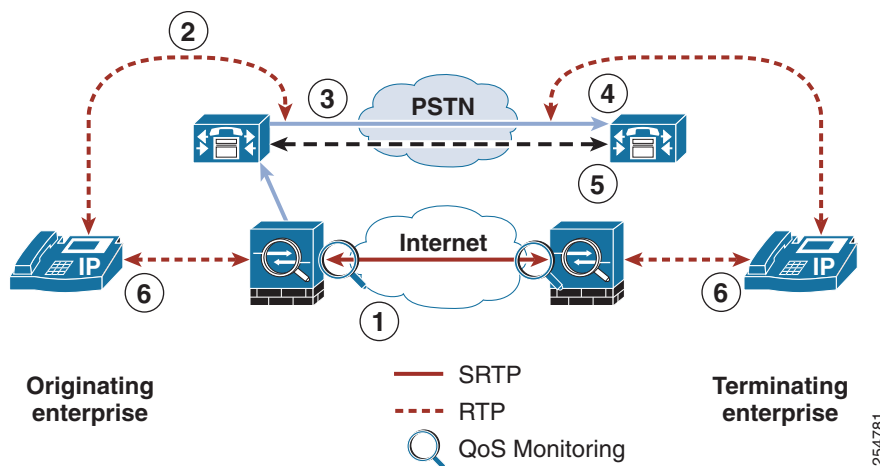 2
3
PSTN
4
5
Internet
IP
IP
6
6
1
SRTP
RTP
QoS Monitoring
Originating
enterprise
Terminating
enterprise
254781